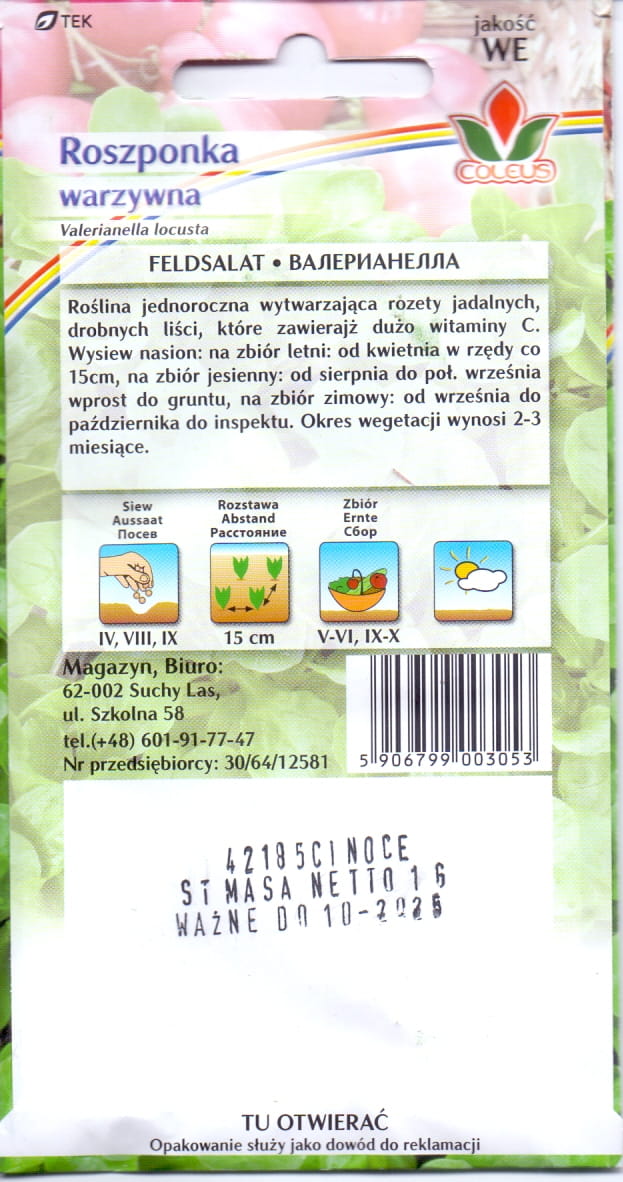 TEK
jakość
WE
COLEUS
Roszponka
warzywna
Valerianella locusta
FELDSALAT • ВАЛЕРИАНЕЛЛА
Roślina jednoroczna wytwarzająca rozety jadalnych,
drobnych liści, które zawierajż dużo witaminy C.
Wysiew nasion: na zbiór letni: od kwietnia w rzędy co
15cm, na zbiór jesienny: od sierpnia do poł. września
wprost do gruntu, na zbiór zimowy: od września do
października do inspektu. Okres wegetacji wynosi 2-3
miesiące.
Siew
Aussaat
Посев
Rozstawa
Abstand
Расстояние
Zbiór
Ernte
Сбор
IV, VIII, IX
15 cm
V-VI, IX-X
Magazyn, Biuro:
62-002 Suchy Las,
ul. Szkolna 58
tel.(+48) 601-91-77-47
Nr przedsiębiorcy: 30/64/12581
5 906799 003053
42185CINOCE
ST MASA NETTO 1 G
WAŻNE DO
TU OTWIERAĆ
Opakowanie służy jako dowód do reklamacji